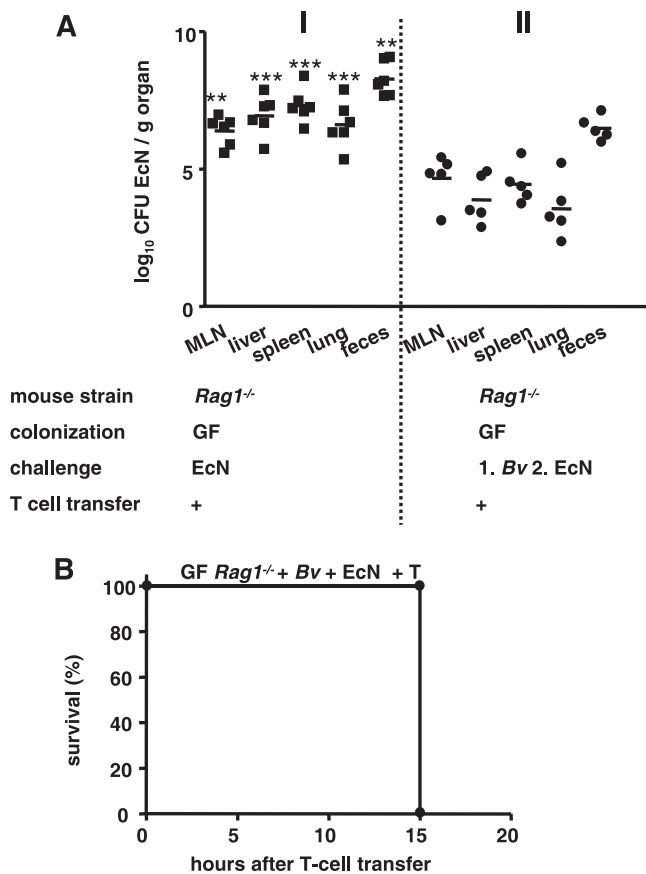 A
I
II
** *** *** *** **
log10 CFU EcN / g organ
10
5
0
MLN liver spleen lung feces MLN liver spleen lung feces
mouse strain Rag1-/- Rag1-/-
colonization GF GF
challenge EcN 1. Bv 2. EcN
T cell transfer + +
B
GF Rag1-/- + Bv + EcN + T
survival (%)
100
80
60
40
20
0
0 5 10 15 20
hours after T-cell transfer